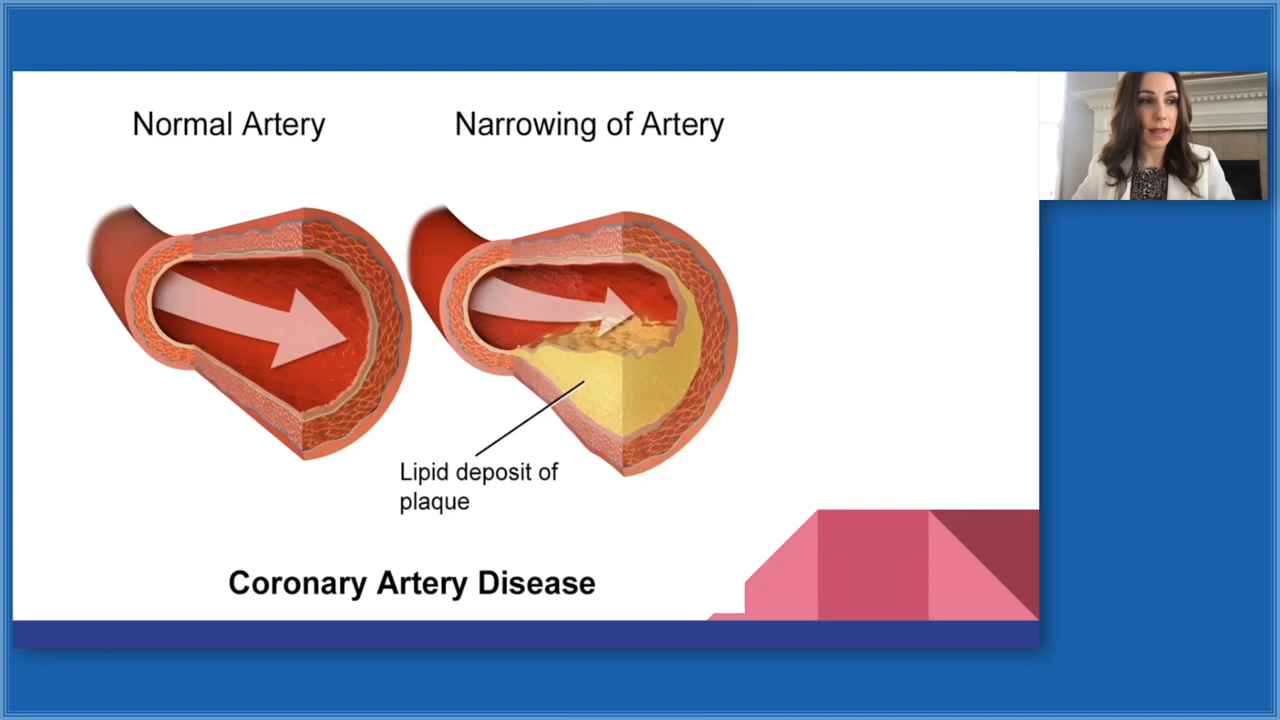 Normal Artery
Narrowing of Artery
Lipid deposit of
plaque
Coronary Artery Disease